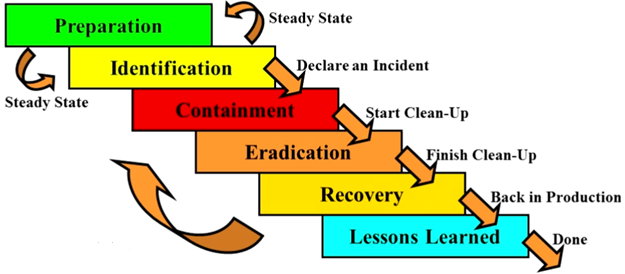 Preparation
Steady State
Identification
Declare an Incident
Steady State
Containment
Start Clean-Up
Eradication
Finish Clean-Up
Recovery
Back in Production
Lessons Learned
Done